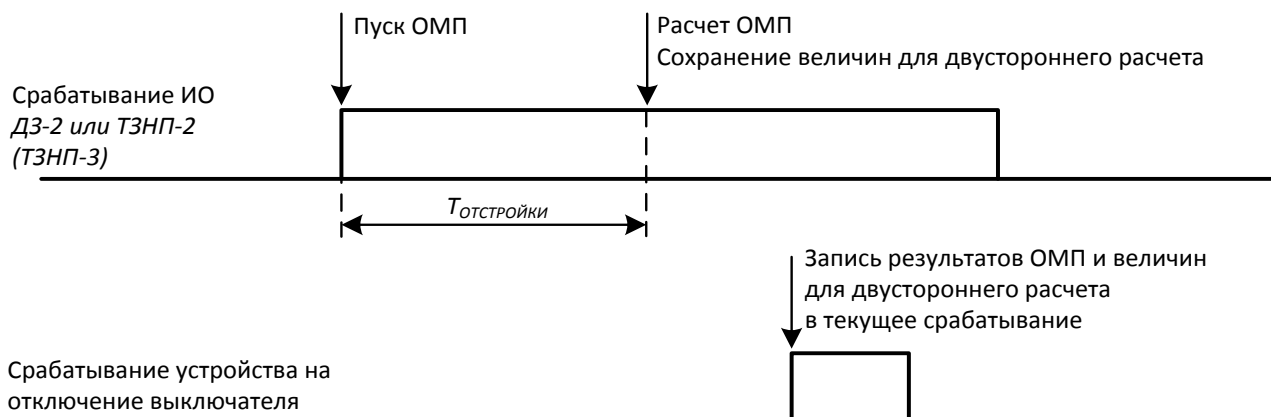 Пуск ОМП
Расчет ОМП
Сохранение величин для двустороннего расчета
Срабатывание ИО
ДЗ-2 или ТЗНП-2
(ТЗНП-3)
TОТСТРОЙКИ
Запись результатов ОМП и величин
для двустороннего расчета
в текущее срабатывание
Срабатывание устройства на
отключение выключателя